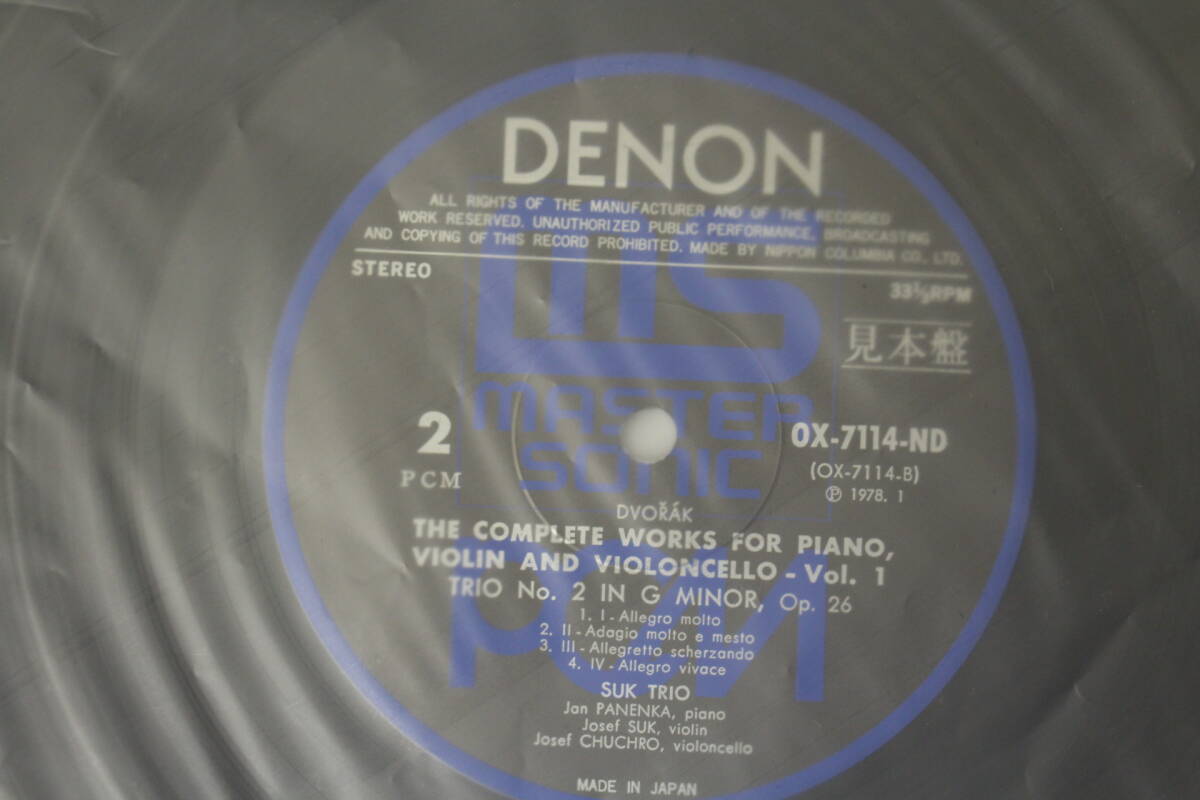 DENON
ALL RIGHTS OF THE MANUFACTURER AND OF THE RECORDED
WORK RESERVED. UNAUTHORIZED PUBLIC PERFORMANCE, BROADCASTING
AND COPYING OF THIS RECORD PROHIBITED. MADE BY NIPPON COLUMBIA CO., LTD.
STEREO
33⅓RPM
ms
見本盤
MASTER
SONIC
2
PCM
OX-7114-ND
(OX-7114-B)
℗ 1978. 1
DVOŘÁK
THE COMPLETE WORKS FOR PIANO,
VIOLIN AND VIOLONCELLO - Vol. 1
TRIO No. 2 IN G MINOR, Op. 26
1. I - Allegro molto
2. II - Adagio molto e mesto
3. III - Allegretto scherzando
4. IV - Allegro vivace
PCM
SUK TRIO
Jan PANENKA, piano
Josef SUK, violin
Josef CHUCHRO, violoncello
MADE IN JAPAN